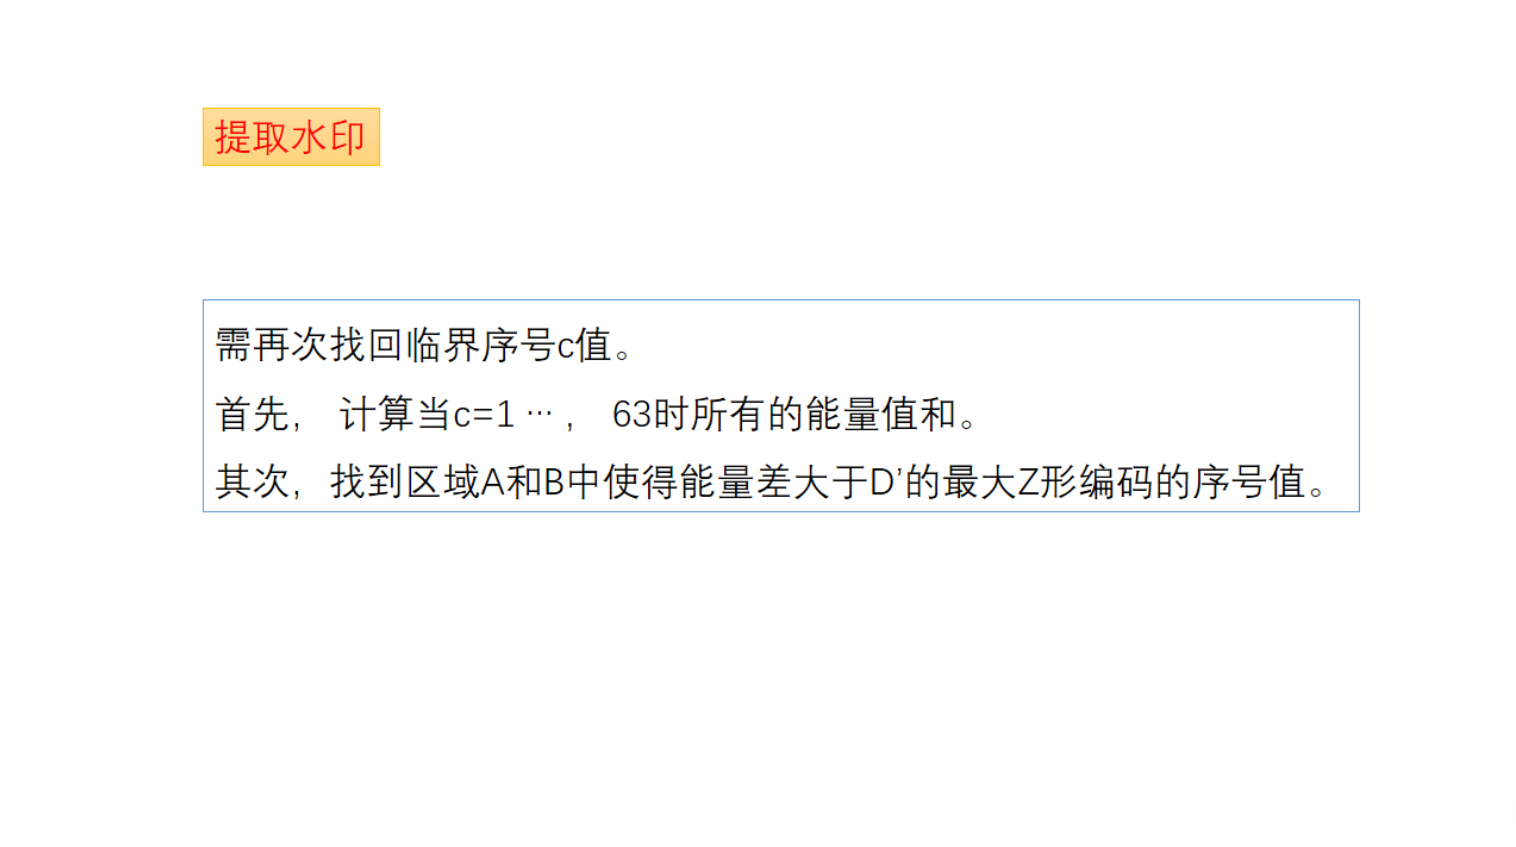 提取水印
需再次找回临界序号c值。
首先， 计算当c=1 … ， 63时所有的能量值和。
其次，找到区域A和B中使得能量差大于D’的最大Z形编码的序号值。